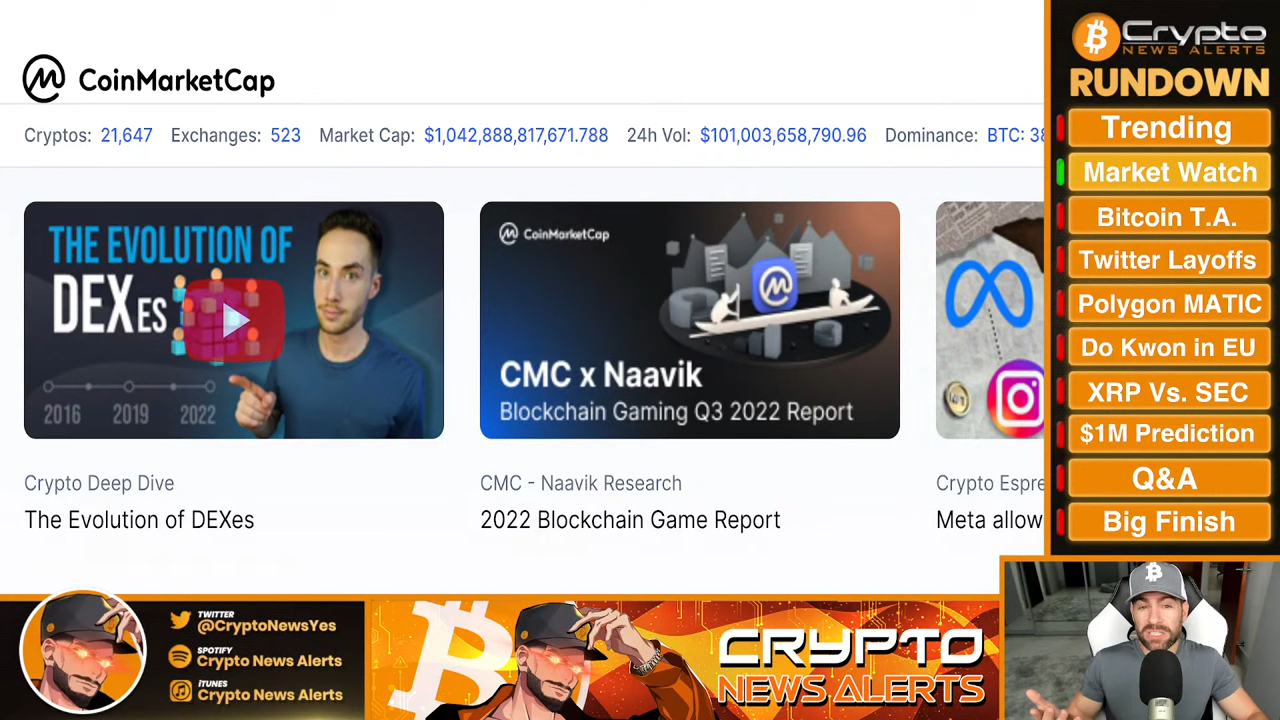 CoinMarketCap
Cryptos: 21,647 Exchanges: 523 Market Cap: $1,042,888,817,671.788 24h Vol: $101,003,658,790.96 Dominance: BTC: 38
THE EVOLUTION OF
DEXES
2016 2019 2022
Crypto Deep Dive
The Evolution of DEXes
CoinMarketCap
CMC x Naavik
Blockchain Gaming Q3 2022 Report
CMC - Naavik Research
2022 Blockchain Game Report
Crypto Espre
Meta allow
Crypto
NEWS ALERTS
RUNDOWN
Trending
Market Watch
Bitcoin T.A.
Twitter Layoffs
Polygon MATIC
Do Kwon in EU
XRP Vs. SEC
$1M Prediction
Q&A
Big Finish
TWITTER
@CryptoNewsYes
SPOTIFY
Crypto News Alerts
iTUNES
Crypto News Alerts
CRYPTO
NEWS ALERTS